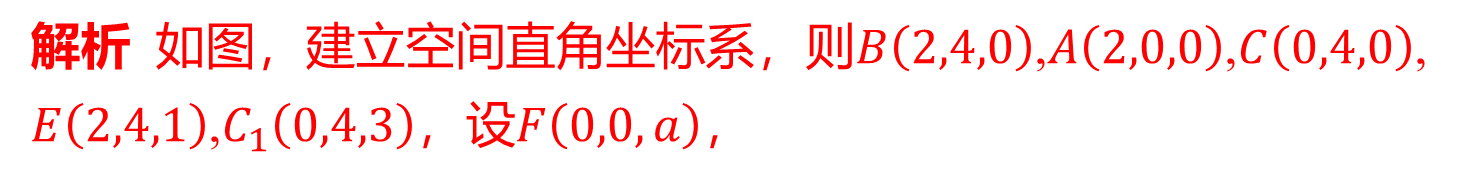 解析 如图，建立空间直角坐标系，则B(2,4,0),A(2,0,0),C(0,4,0),
E(2,4,1),C₁(0,4,3)，设F(0,0,a)，